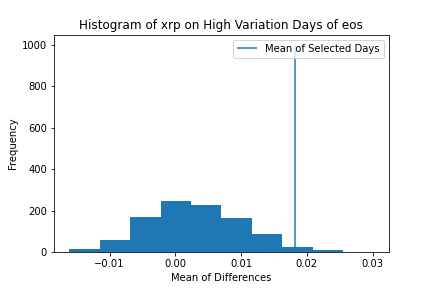 Histogram of xrp on High Variation Days of eos
1000
Mean of Selected Days
800
600
400
200
0
Frequency
−0.01 0.00 0.01 0.02 0.03
Mean of Differences